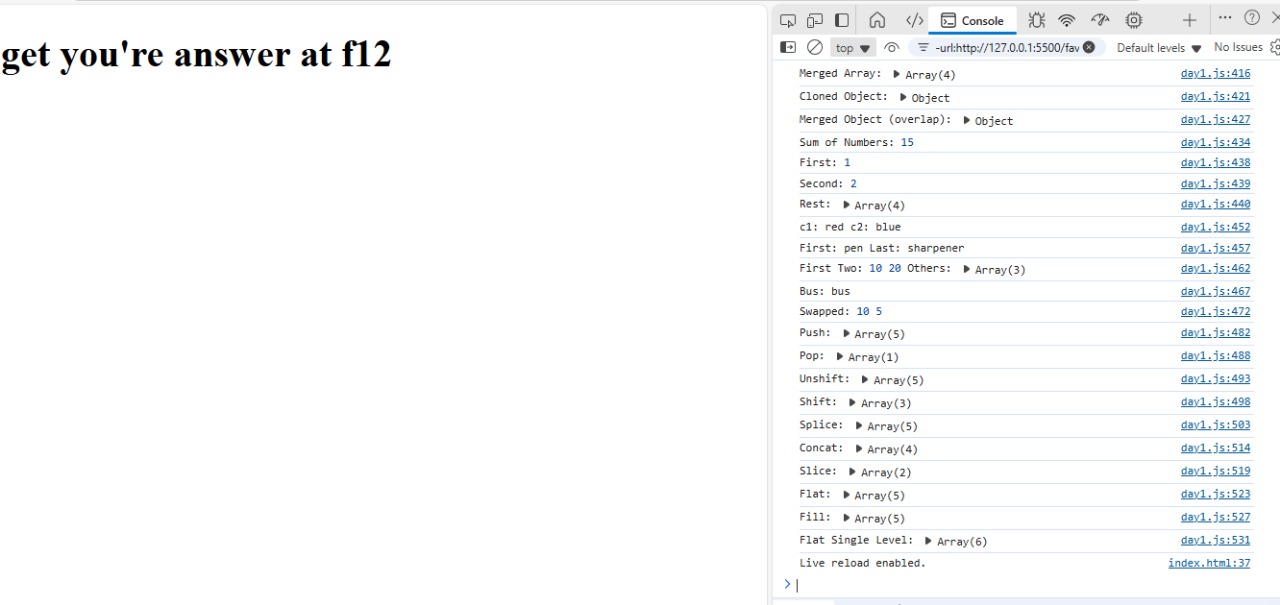 get you're answer at f12
Console
top -url:http://127.0.0.1:5500/fav Default levels No Issues
Merged Array: Array(4) day1.js:416
Cloned Object: Object day1.js:421
Merged Object (overlap): Object day1.js:427
Sum of Numbers: 15 day1.js:434
First: 1 day1.js:438
Second: 2 day1.js:439
Rest: Array(4) day1.js:440
c1: red c2: blue day1.js:452
First: pen Last: sharpener day1.js:457
First Two: 10 20 Others: Array(3) day1.js:462
Bus: bus day1.js:467
Swapped: 10 5 day1.js:472
Push: Array(5) day1.js:482
Pop: Array(1) day1.js:488
Unshift: Array(5) day1.js:493
Shift: Array(3) day1.js:498
Splice: Array(5) day1.js:503
Concat: Array(4) day1.js:514
Slice: Array(2) day1.js:519
Flat: Array(5) day1.js:523
Fill: Array(5) day1.js:527
Flat Single Level: Array(6) day1.js:531
Live reload enabled. index.html:37